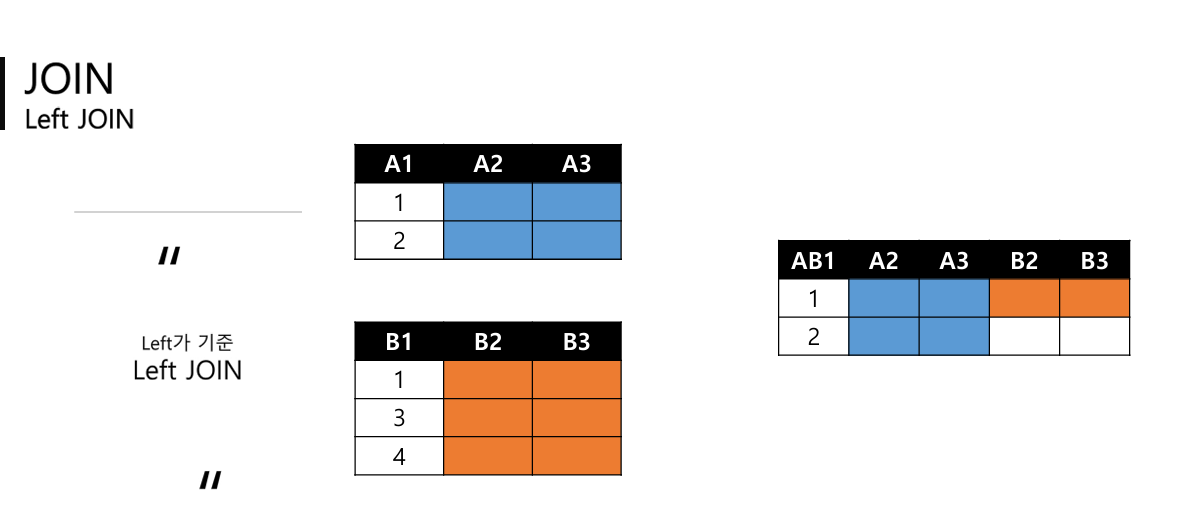 JOIN
Left JOIN
A1 A2 A3
1
2
"
Left가 기준
Left JOIN
"
B1 B2 B3
1
3
4
AB1 A2 A3 B2 B3
1
2